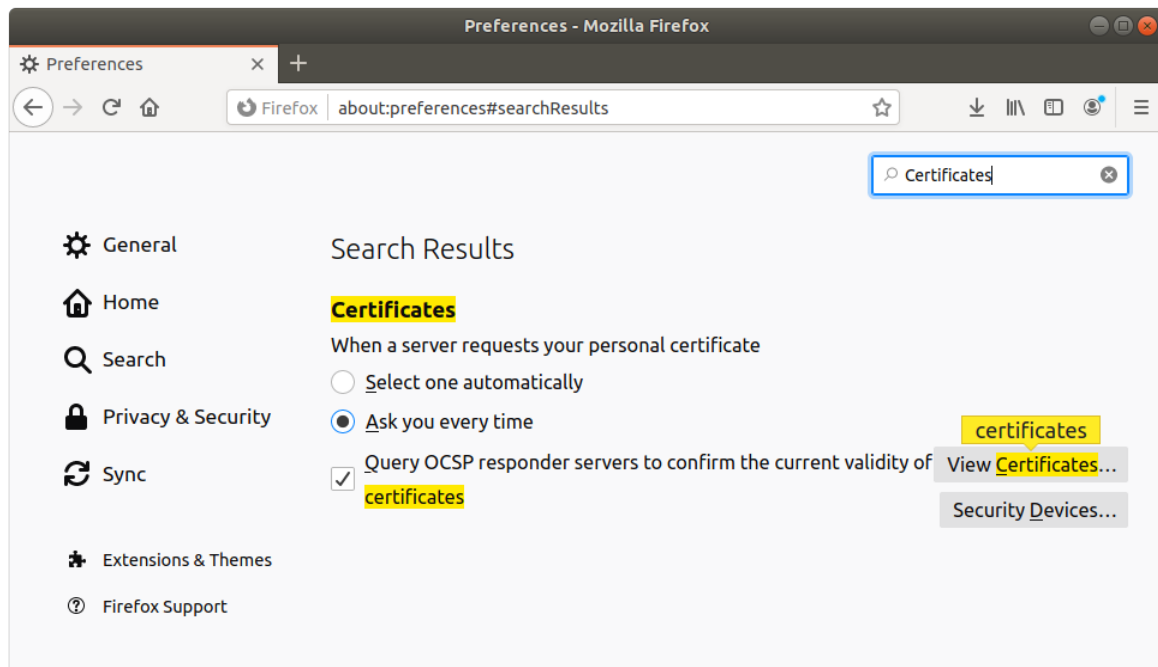 Preferences - Mozilla Firefox
Preferences
Firefox about:preferences#searchResults
Certificates
General
Home
Search
Privacy & Security
Sync
Extensions & Themes
Firefox Support
Search Results
Certificates
When a server requests your personal certificate
Select one automatically
Ask you every time
Query OCSP responder servers to confirm the current validity of
certificates
certificates
View Certificates...
Security Devices...